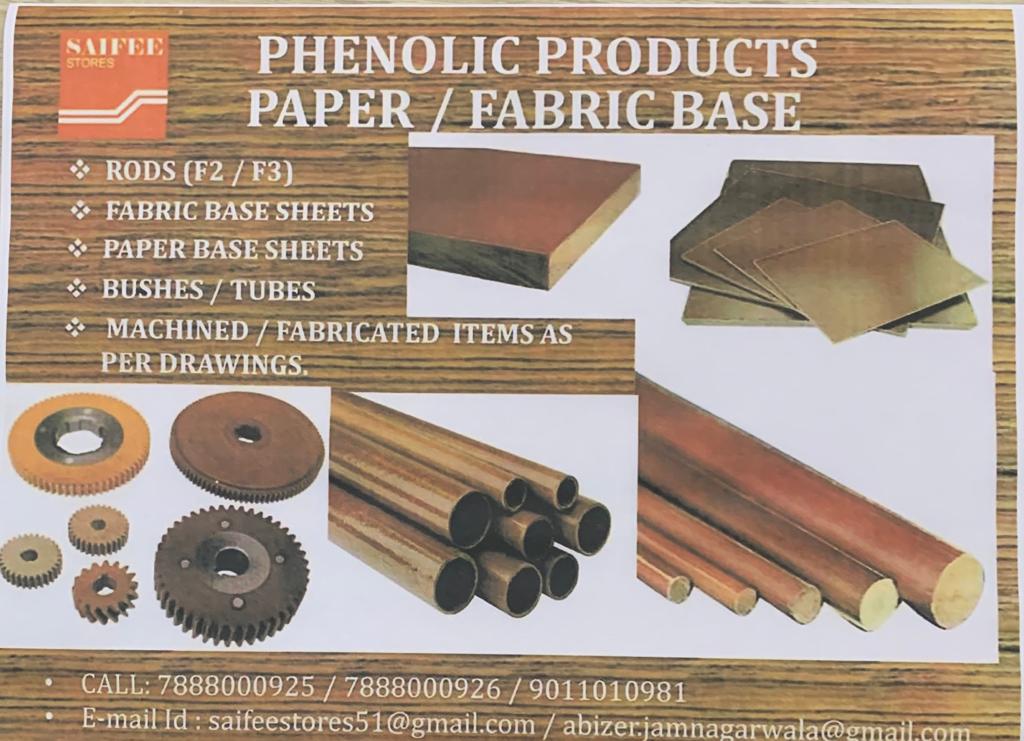 SAIFEE
STORES
PHENOLIC PRODUCTS
PAPER / FABRIC BASE
❖ RODS (F2 / F3)
❖ FABRIC BASE SHEETS
❖ PAPER BASE SHEETS
❖ BUSHES / TUBES
❖ MACHINED / FABRICATED ITEMS AS
PER DRAWINGS.
• CALL: 7888000925 / 7888000926 / 9011010981
• E-mail Id : saifeestores51@gmail.com / abizer.jamnagarwala@gmail.com